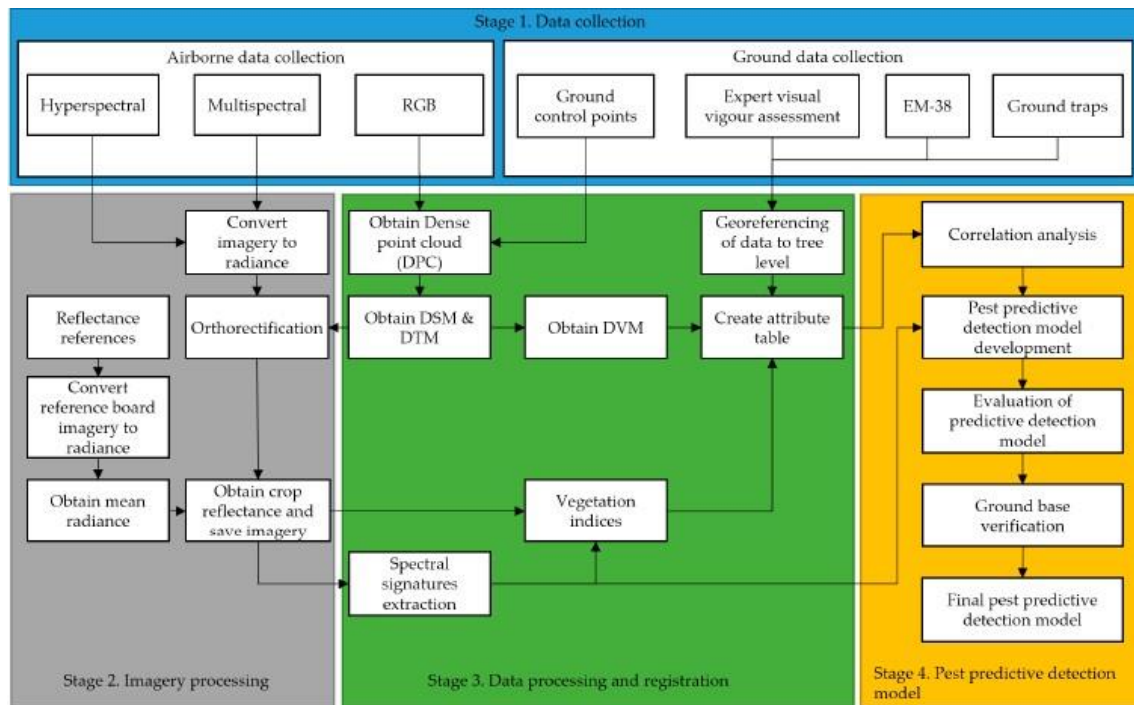 Stage 1. Data collection
Airborne data collection
Hyperspectral
Multispectral
RGB
Ground data collection
Ground
control points
Expert visual
vigour assessment
EM-38
Ground traps
Convert
imagery to
radiance
Orthorectification
Reflectance
references
Convert
reference board
imagery to
radiance
Obtain mean
radiance
Obtain crop
reflectance and
save imagery
Stage 2. Imagery processing
Obtain Dense
point cloud
(DPC)
Obtain DSM &
DTM
Obtain DVM
Georeferencing
of data to tree
level
Create attribute
table
Vegetation
indices
Spectral
signatures
extraction
Stage 3. Data processing and registration
Correlation analysis
Pest predictive
detection model
development
Evaluation of
predictive detection
model
Ground base
verification
Final pest predictive
detection model
Stage 4. Pest predictive detection
model